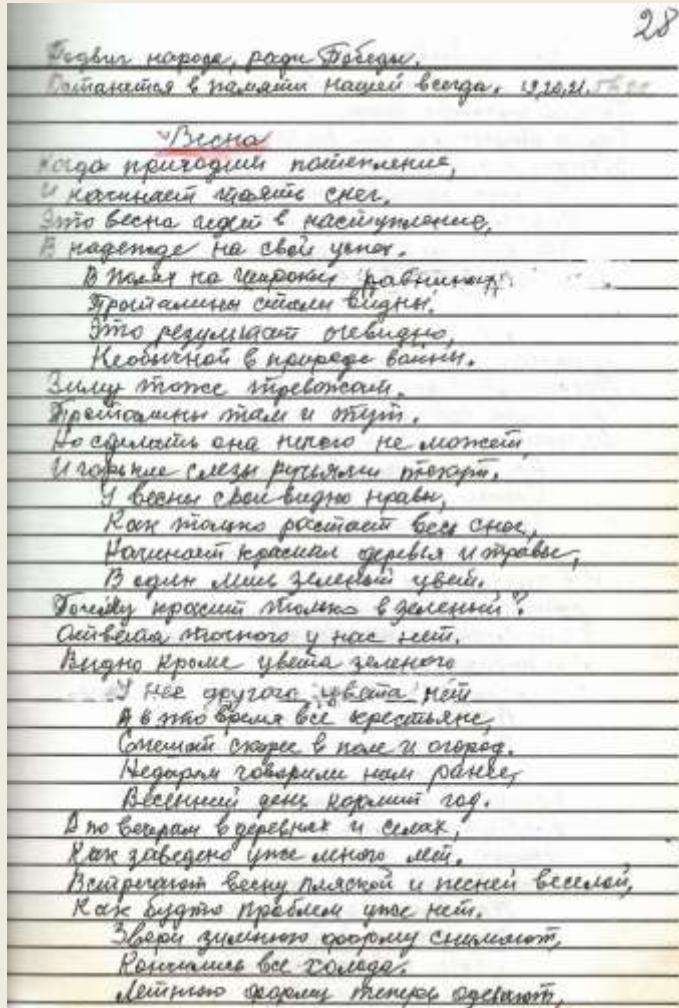 28
Подвиг народа, ради Победы,
Останется в памяти нашей всегда. 19,20,21.
Весна
Когда приходит потепление,
И начинает таять снег.
Это весна идет в наступление,
В надежде на свой успех.
В полях на широких равнинах
Проталины стали видны.
Это результат очевидно,
Необычной в природе войны.
Зиму тоже тревожат.
Проталины там и тут.
Но сделать она ничего не может,
И горькие слезы ручьями текут.
У весны свои видно нравы,
Как только растает весь снег,
Начинает красить деревья и травы,
В один лишь зеленый цвет.
Почему красит только в зеленый?
Ответа точного у нас нет.
Видно кроме цвета зеленого
У нее другого цвета нет
А в это время все крестьяне,
Спешат скорее в поле и огород.
Недаром говорили нам ранее,
Весенний день кормит год.
А по вечерам в деревнях и селах,
Как заведено уже много лет.
Встречают весну пляской и песней веселой,
Как будто проблем уже нет.
Звери зимнюю форму снимают,
Кончились все холода.
Летнюю форму теперь одевают,